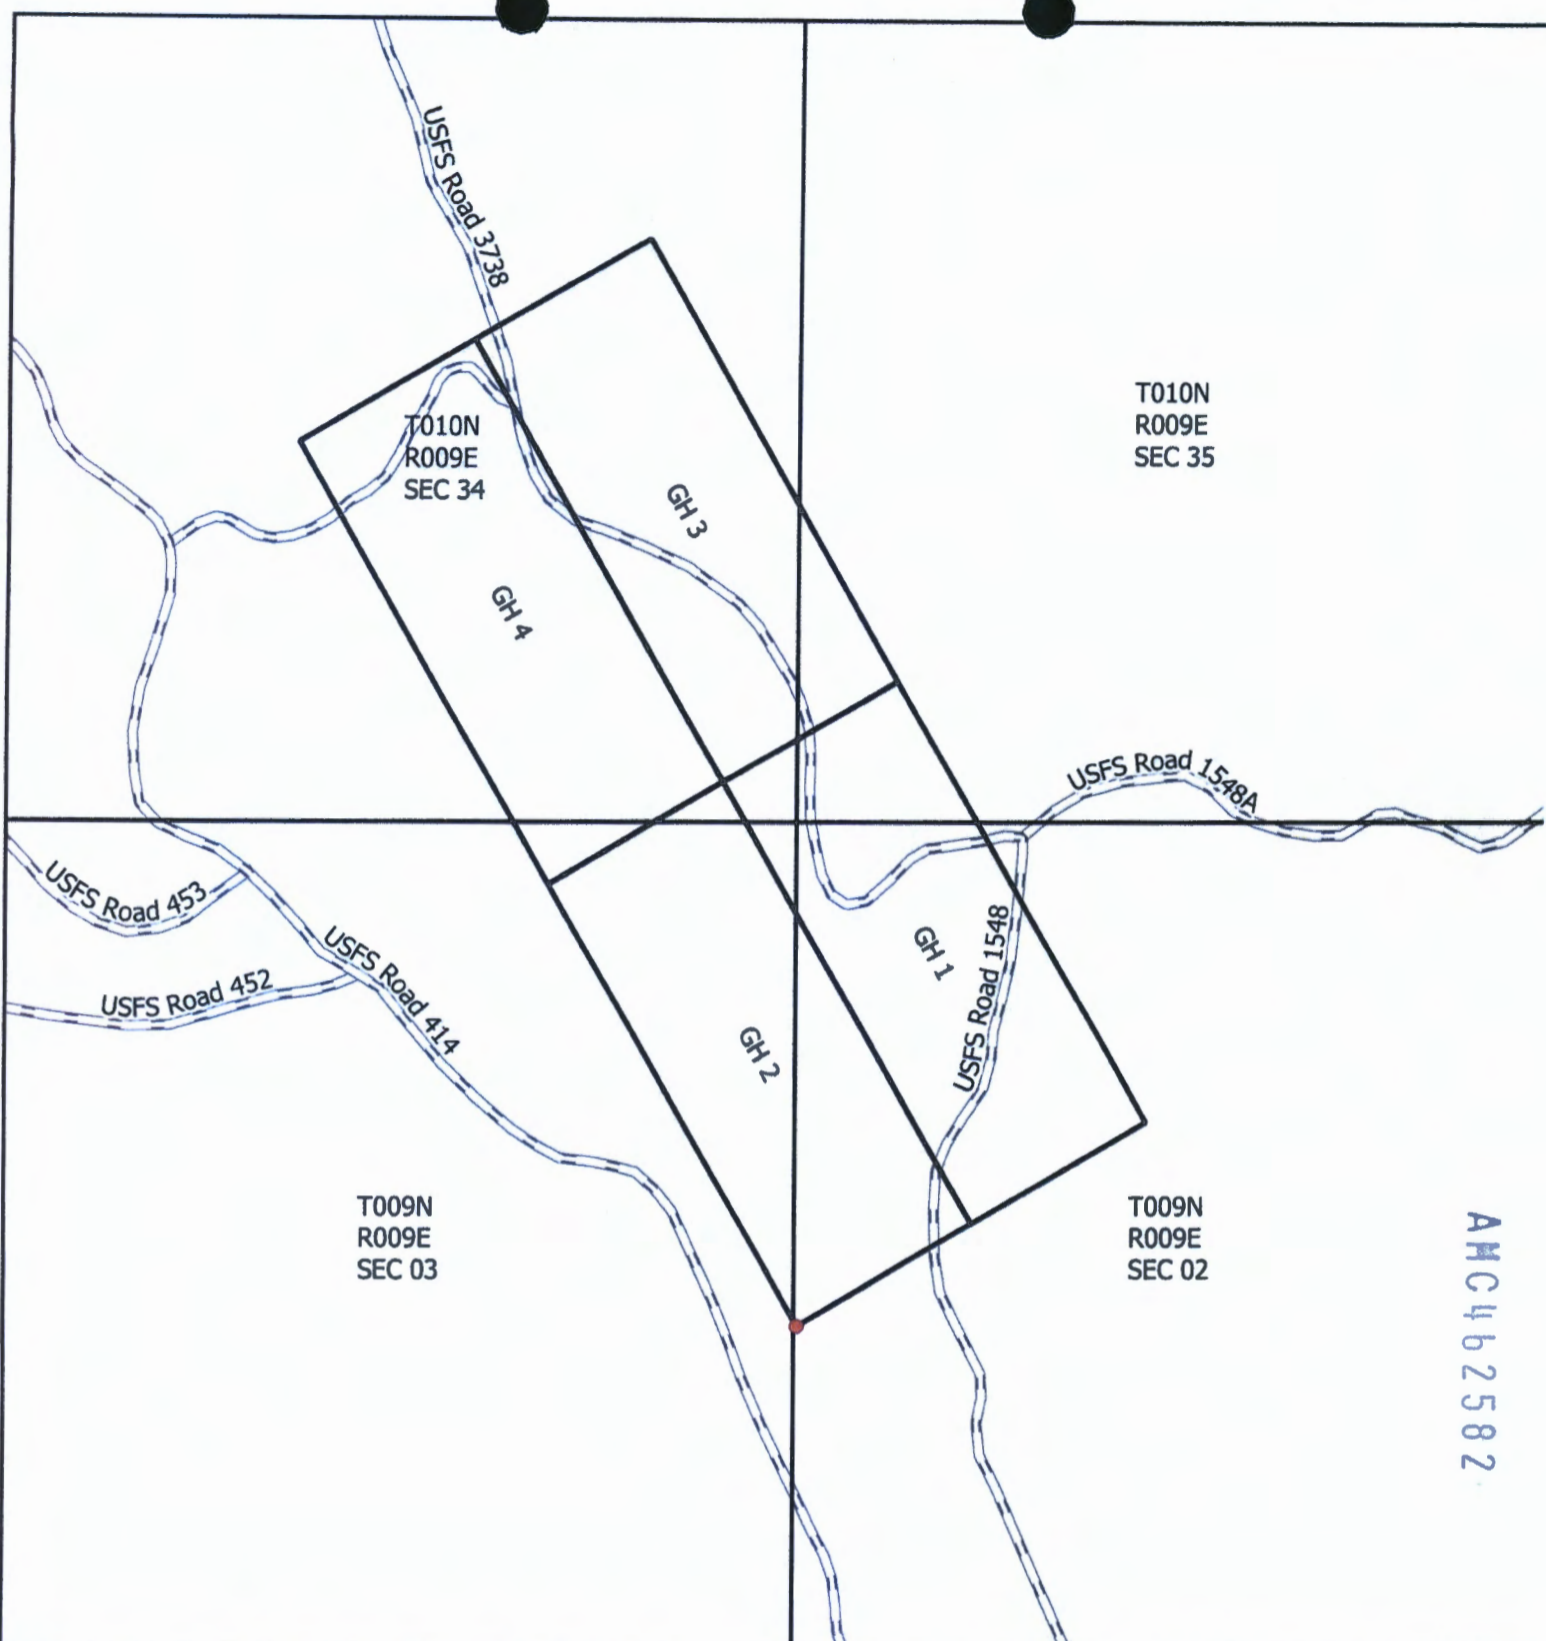 USFS Road 3738
T010N
R009E
SEC 34
T010N
R009E
SEC 35
GH 3
GH 4
USFS Road 1548A
USFS Road 453
USFS Road 452
USFS Road 414
GH 1
USFS Road 1548
GH 2
T009N
R009E
SEC 03
T009N
R009E
SEC 02
AMC462582